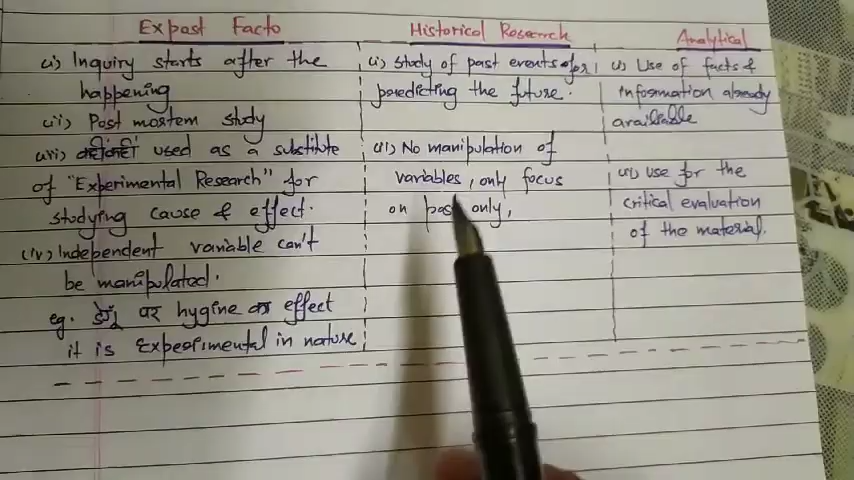 Expost Facto
(i) Inquiry starts after the
happening
(ii) Post mortem study
(iii) used as a substitute
of "Experimental Research" for
studying cause & effect.
(iv) Independent variable can't
be manipulated.
eg. डेंगू पर hygine का effect
it is Experimental in nature
Historical Research
(i) Study of past events for
predicting the future.
(ii) No manipulation of
variables, only focus
on past only,
Analytical
(i) Use of facts &
information already
available
(ii) Use for the
critical evaluation
of the material.